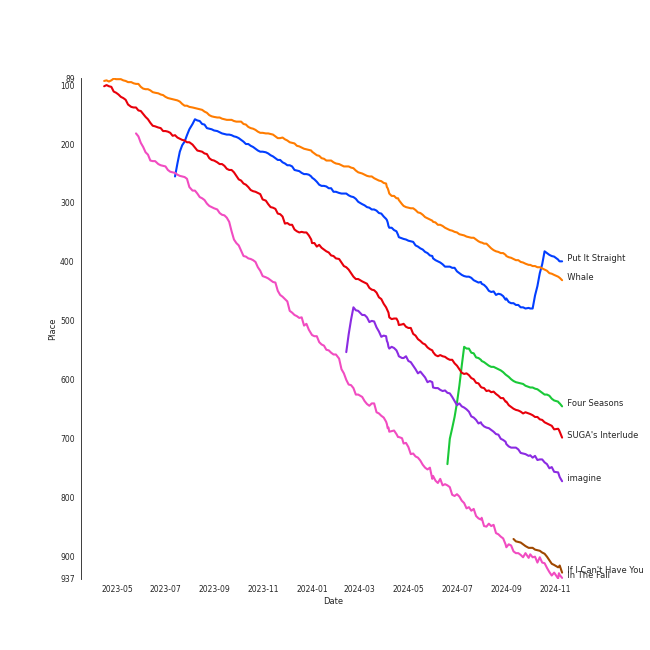 89
100
200
300
400
500
600
700
800
900
937
Place
Put It Straight
Whale
Four Seasons
SUGA's Interlude
imagine
If I Can't Have You
In The Fall
2023-05
2023-07
2023-09
2023-11
2024-01
2024-03
2024-05
2024-07
2024-09
2024-11
Date